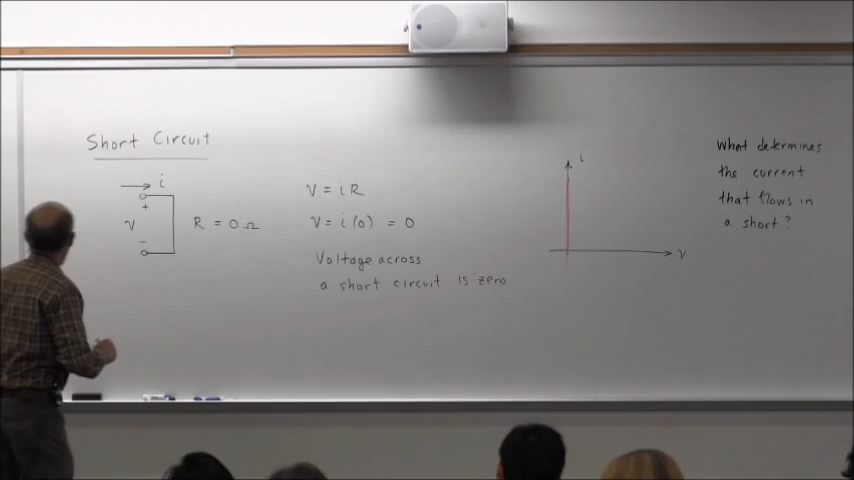 Short Circuit
i
+
v
-
R = 0 Ω
v = i R
v = i (0) = 0
Voltage across
a short circuit is zero
i
v
What determines
the current
that flows in
a short?